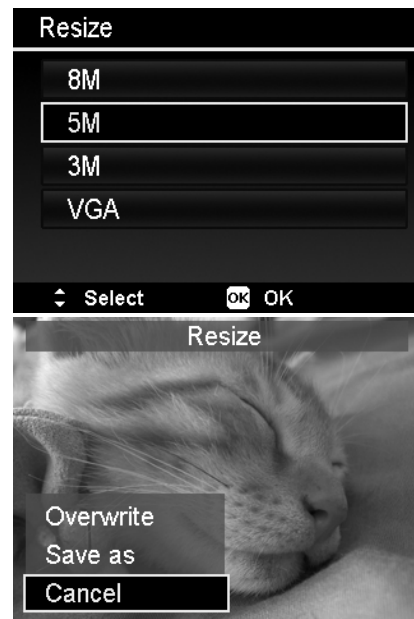 Resize
8M
5M
3M
VGA
Select OK OK
Resize
Overwrite
Save as
Cancel